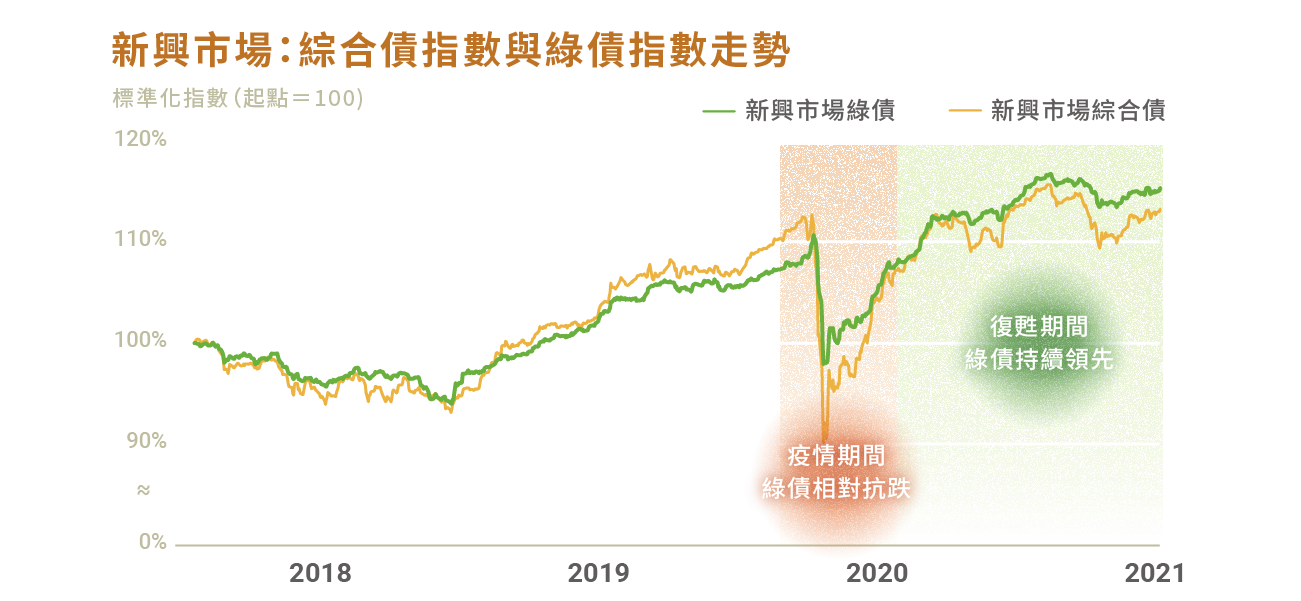 新興市場：綜合債指數與綠債指數走勢
標準化指數（起點＝100)
新興市場綠債
新興市場綜合債
120%
110%
100%
90%
≈
0%
復甦期間
綠債持續領先
疫情期間
綠債相對抗跌
2018
2019
2020
2021